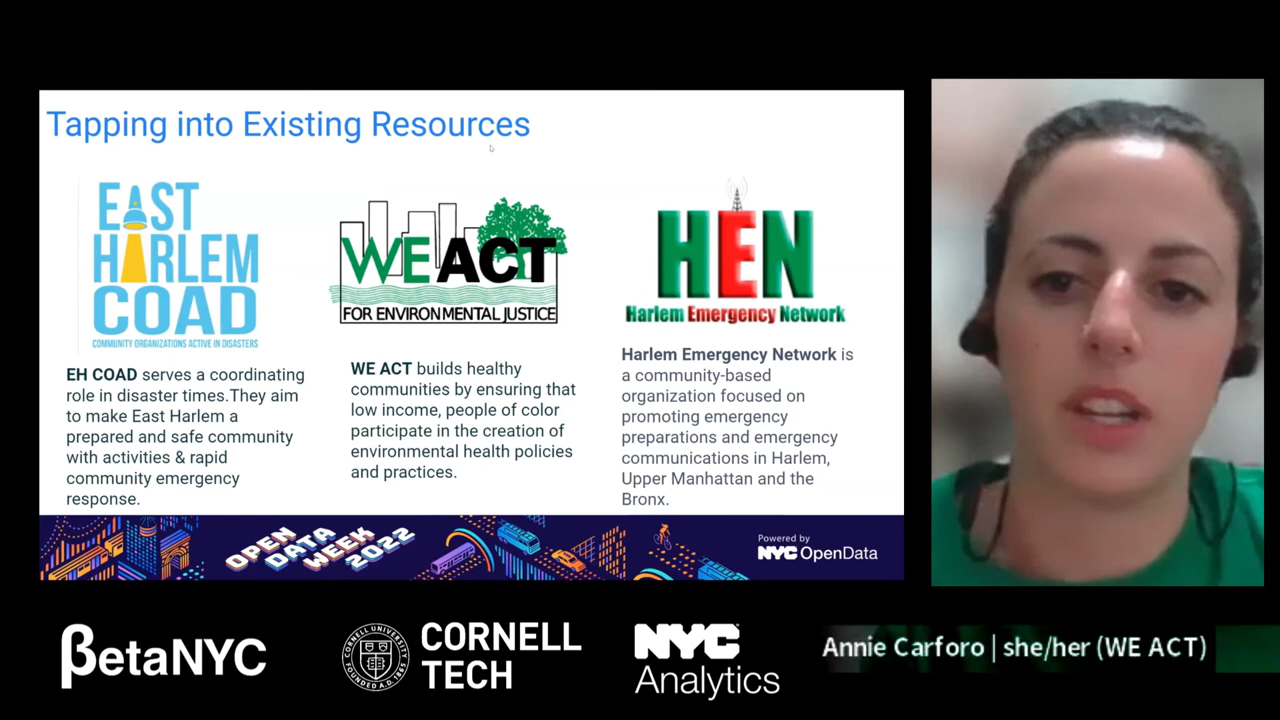 Tapping into Existing Resources
EAST
HARLEM
COAD
COMMUNITY ORGANIZATIONS ACTIVE IN DISASTERS
EH COAD serves a coordinating
role in disaster times.They aim
to make East Harlem a
prepared and safe community
with activities & rapid
community emergency
response.
WE ACT
FOR ENVIRONMENTAL JUSTICE
WE ACT builds healthy
communities by ensuring that
low income, people of color
participate in the creation of
environmental health policies
and practices.
HEN
Harlem Emergency Network
Harlem Emergency Network is
a community-based
organization focused on
promoting emergency
preparations and emergency
communications in Harlem,
Upper Manhattan and the
Bronx.
OPEN
DATA
WEEK
2022
Powered by
NYC OpenData
βetaNYC
CORNELL UNIVERSITY
FOUNDED A.D. 1865
CORNELL
TECH
NYC
Analytics
Annie Carforo | she/her (WE ACT)